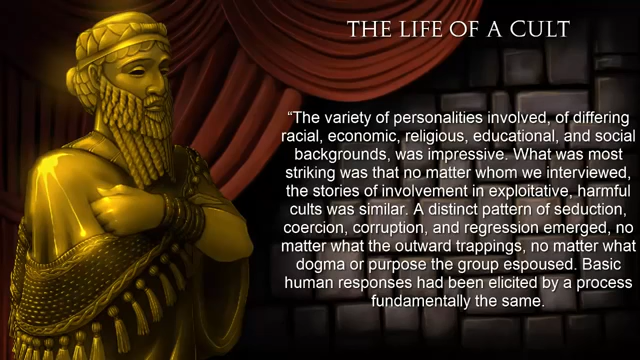 THE LIFE OF A CULT
“The variety of personalities involved, of differing
racial, economic, religious, educational, and social
backgrounds, was impressive. What was most
striking was that no matter whom we interviewed,
the stories of involvement in exploitative, harmful
cults was similar. A distinct pattern of seduction,
coercion, corruption, and regression emerged, no
matter what the outward trappings, no matter what
dogma or purpose the group espoused. Basic
human responses had been elicited by a process
fundamentally the same.